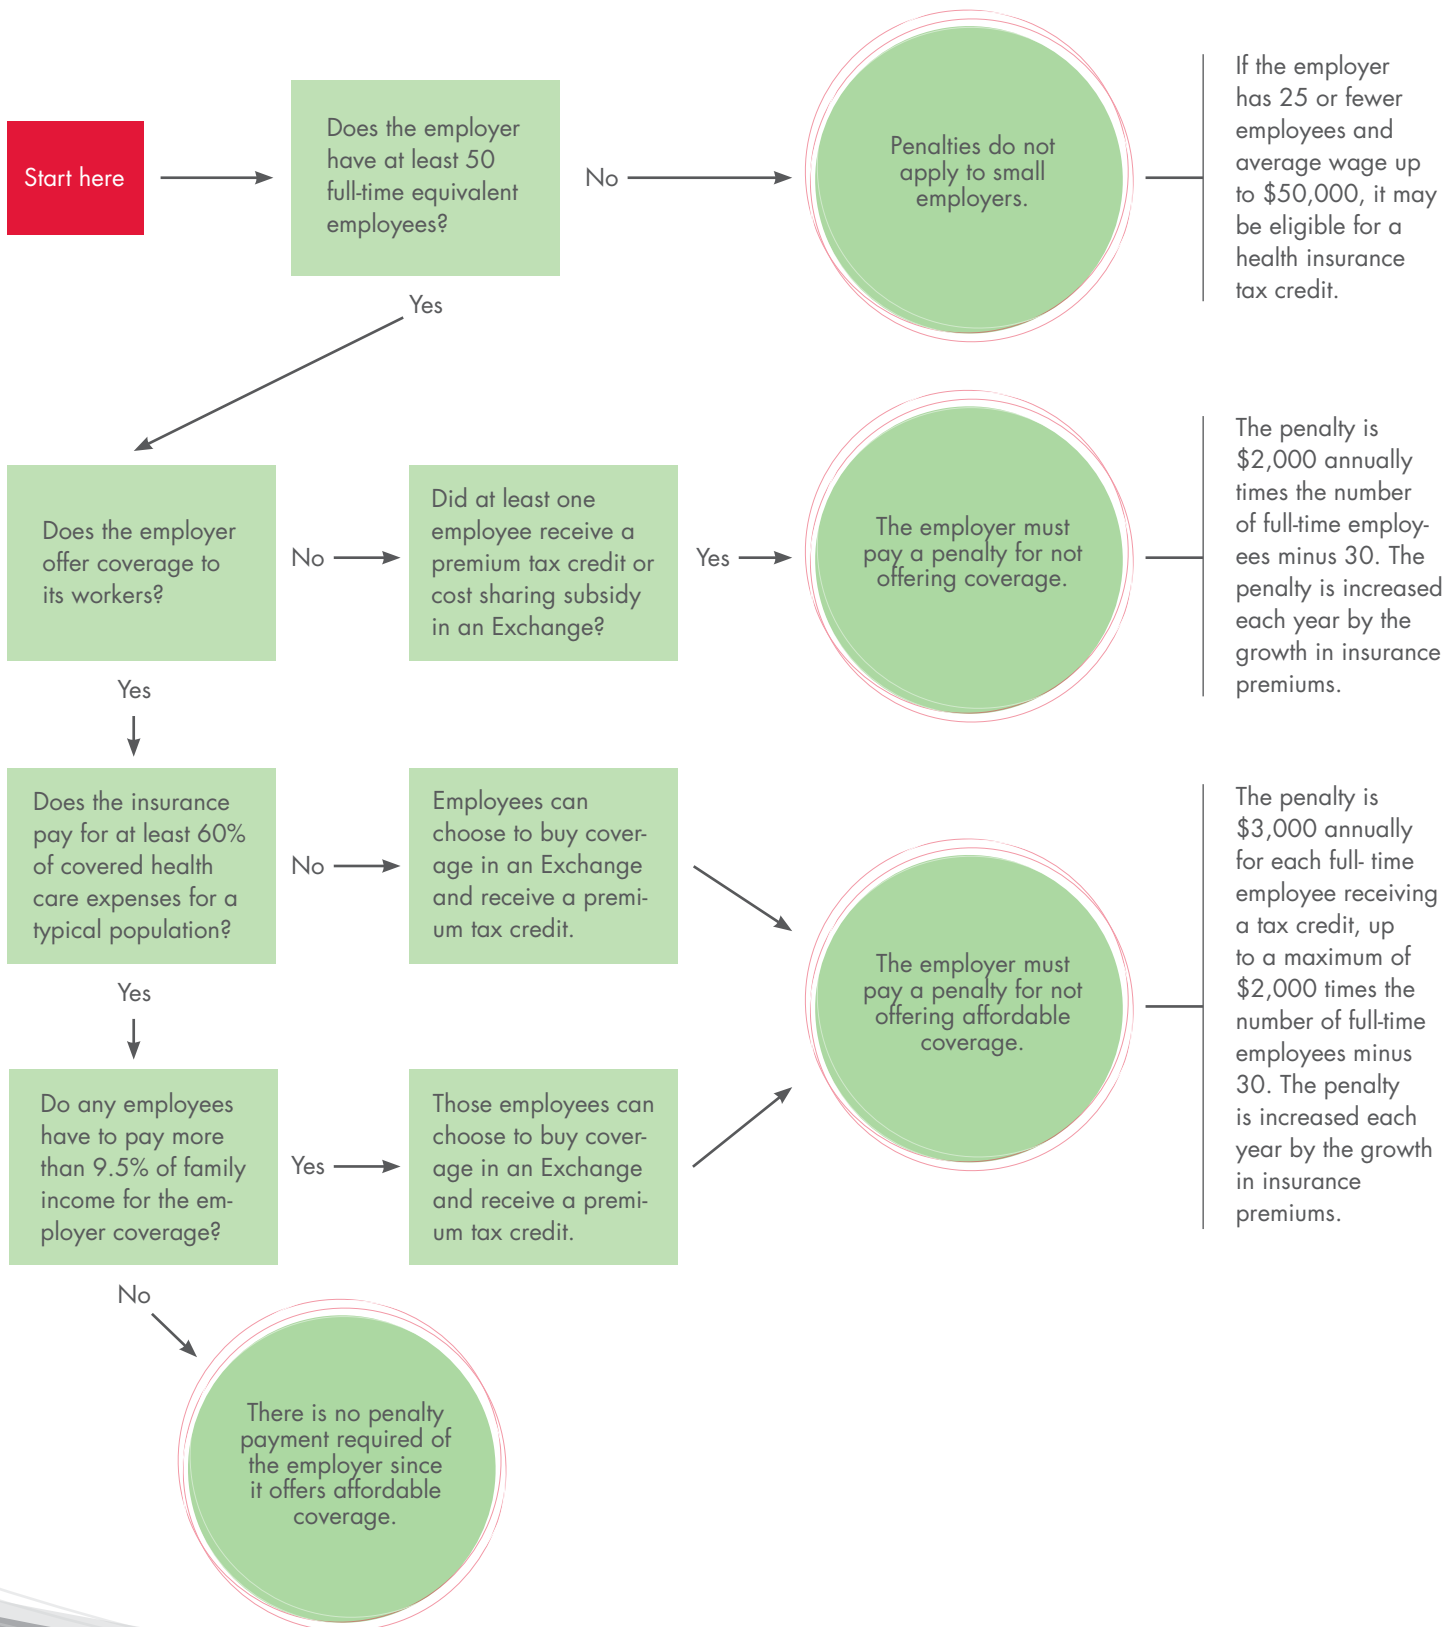 Start here
Does the employer
have at least 50
full-time equivalent
employees?
No
Penalties do not
apply to small
employers.
If the employer
has 25 or fewer
employees and
average wage up
to $50,000, it may
be eligible for a
health insurance
tax credit.
Yes
Does the employer
offer coverage to
its workers?
No
Did at least one
employee receive a
premium tax credit or
cost sharing subsidy
in an Exchange?
Yes
The employer must
pay a penalty for not
offering coverage.
The penalty is
$2,000 annually
times the number
of full-time employ-
ees minus 30. The
penalty is increased
each year by the
growth in insurance
premiums.
Yes
Does the insurance
pay for at least 60%
of covered health
care expenses for a
typical population?
No
Employees can
choose to buy cover-
age in an Exchange
and receive a premi-
um tax credit.
The employer must
pay a penalty for not
offering affordable
coverage.
The penalty is
$3,000 annually
for each full- time
employee receiving
a tax credit, up
to a maximum of
$2,000 times the
number of full-time
employees minus
30. The penalty
is increased each
year by the growth
in insurance
premiums.
Yes
Do any employees
have to pay more
than 9.5% of family
income for the em-
ployer coverage?
Yes
Those employees can
choose to buy cover-
age in an Exchange
and receive a premi-
um tax credit.
No
There is no penalty
payment required of
the employer since
it offers affordable
coverage.